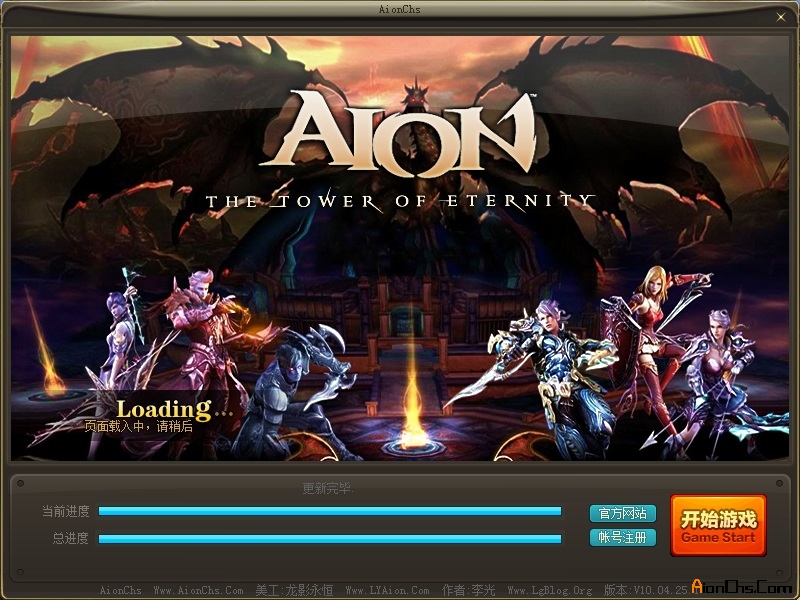 AionChs
AION™
THE TOWER OF ETERNITY
Loading...
页面载入中，请稍后
更新完毕.
当前进度
官方网站
开始游戏
Game Start
总进度
帐号注册
AionChs Www.AionChs.Com 美工:龙影永恒 Www.LYAion.Com 作者:李光 Www.LgBlog.Org 版本:V10.04.25
AionChs.Com